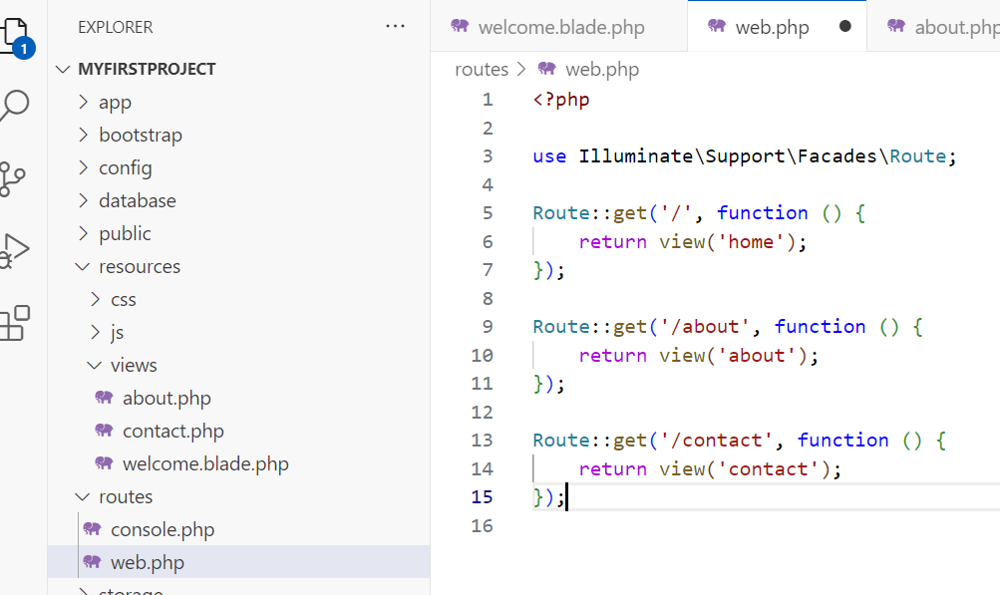 1
EXPLORER ...
MYFIRSTPROJECT
app
bootstrap
config
database
public
resources
css
js
views
about.php
contact.php
welcome.blade.php
routes
console.php
web.php
storage
welcome.blade.php web.php about.php
routes > web.php
1 <?php
2
3 use Illuminate\Support\Facades\Route;
4
5 Route::get('/', function () {
6 return view('home');
7 });
8
9 Route::get('/about', function () {
10 return view('about');
11 });
12
13 Route::get('/contact', function () {
14 return view('contact');
15 });
16